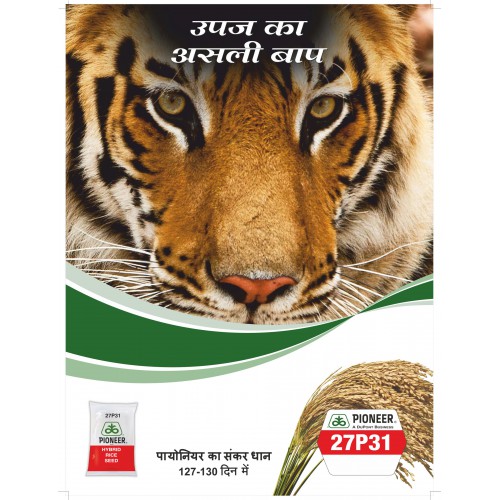 उपज का
असली बाप
27P31
PIONEER.
HYBRID
RICE
SEED
पायोनियर का संकर धान
127-130 दिन में
PIONEER.
A DUPONT BUSINESS
27P31